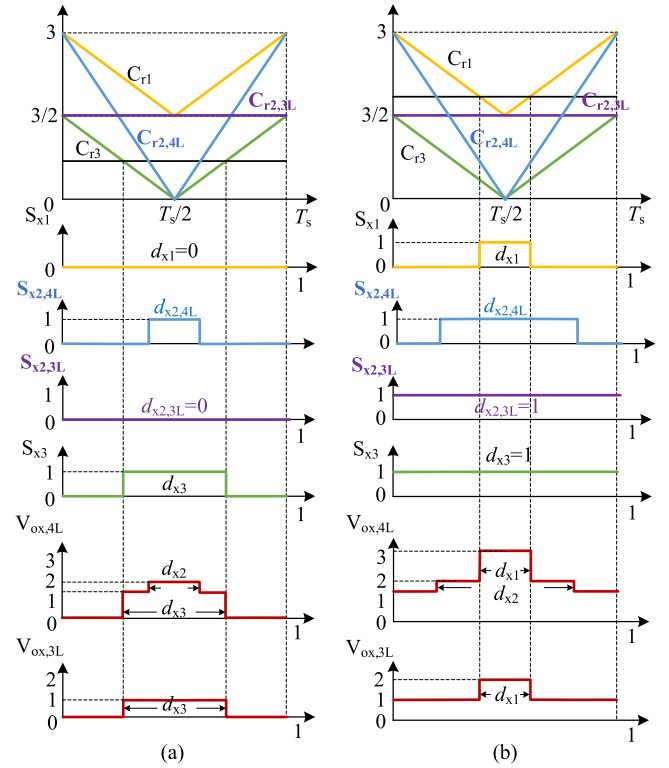 3
C_r1
3/2
C_r2,3L
C_r2,4L
C_r3
0
S_x1
T_s/2
T_s
1
d_x1=0
0
1
S_x2,4L
d_x2,4L
1
0
1
S_x2,3L
1
d_x2,3L=0
0
1
S_x3
1
d_x3
0
1
V_ox,4L
3
d_x2
2
1
d_x3
0
1
V_ox,3L
2
1
d_x3
0
1
(a)
3
C_r1
C_r2,3L
3/2
C_r2,4L
C_r3
0
S_x1
T_s/2
T_s
1
d_x1
0
1
S_x2,4L
d_x2,4L
1
0
1
S_x2,3L
1
d_x2,3L=1
0
1
S_x3
d_x3=1
1
0
1
V_ox,4L
3
d_x1
2
d_x2
1
0
1
V_ox,3L
2
d_x1
1
0
1
(b)